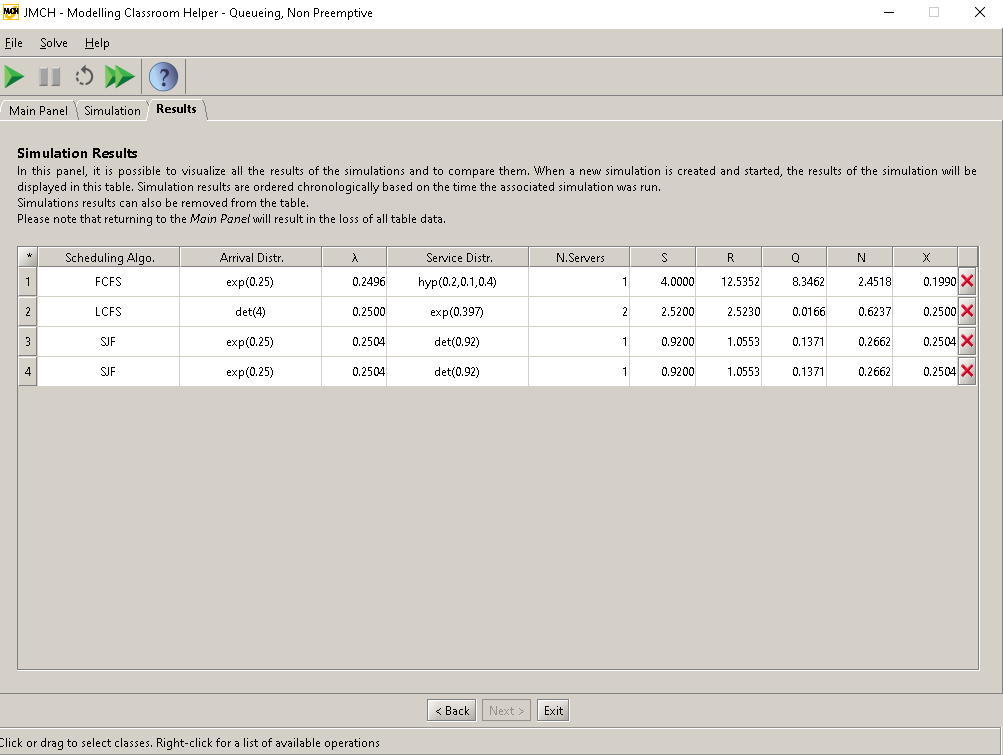 JMCH - Modelling Classroom Helper - Queueing, Non Preemptive
File Solve Help
Main Panel Simulation Results
Simulation Results
In this panel, it is possible to visualize all the results of the simulations and to compare them. When a new simulation is created and started, the results of the simulation will be
displayed in this table. Simulation results are ordered chronologically based on the time the associated simulation was run.
Simulations results can also be removed from the table.
Please note that returning to the Main Panel will result in the loss of all table data.
* Scheduling Algo. Arrival Distr. λ Service Distr. N.Servers S R Q N X
1 FCFS exp(0.25) 0.2496 hyp(0.2,0.1,0.4) 1 4.0000 12.5352 8.3462 2.4518 0.1990
2 LCFS det(4) 0.2500 exp(0.397) 2 2.5200 2.5230 0.0166 0.6237 0.2500
3 SJF exp(0.25) 0.2504 det(0.92) 1 0.9200 1.0553 0.1371 0.2662 0.2504
4 SJF exp(0.25) 0.2504 det(0.92) 1 0.9200 1.0553 0.1371 0.2662 0.2504
< Back Next > Exit
Click or drag to select classes. Right-click for a list of available operations